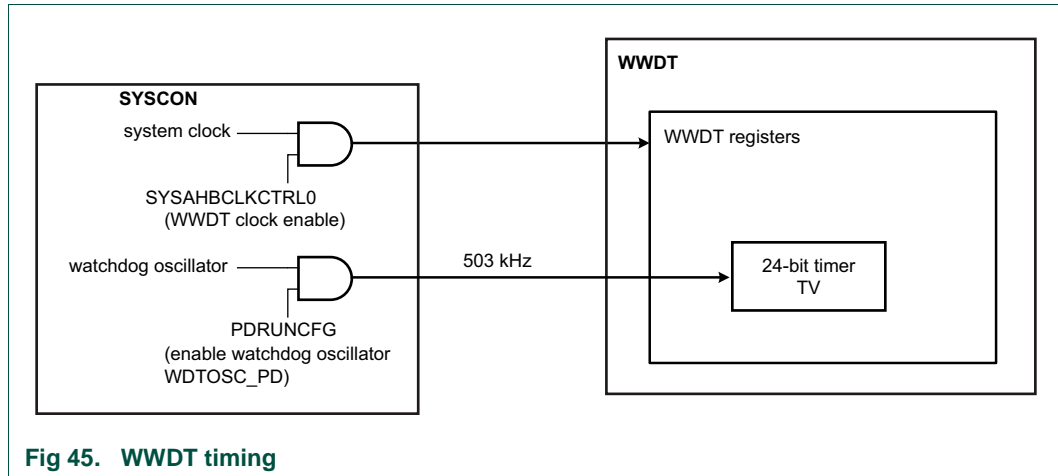 SYSCON
system clock
SYSAHBCLKCTRL0
(WWDT clock enable)
watchdog oscillator
PDRUNCFG
(enable watchdog oscillator
WDTOSC_PD)
503 kHz
WWDT
WWDT registers
24-bit timer
TV
Fig 45. WWDT timing